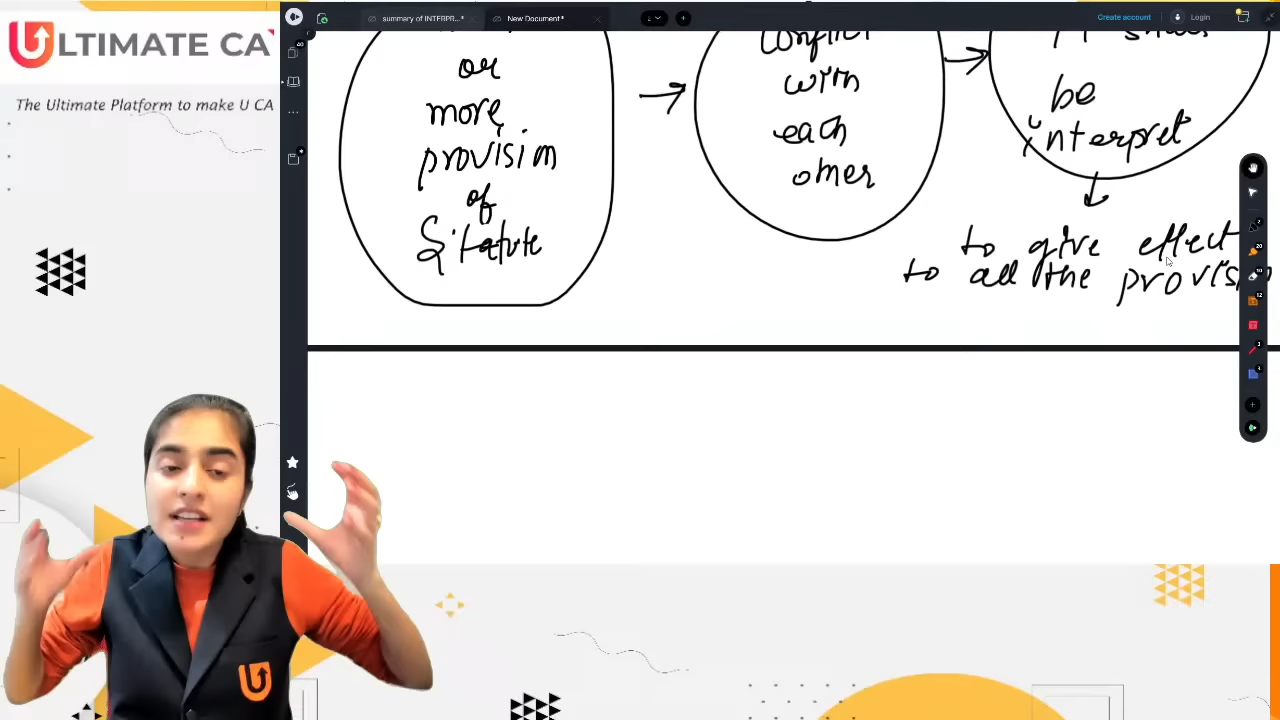 ULTIMATE CA
The Ultimate Platform to make U CA
summary of INTERPR...*
New Document*
Create account
Login
or
more
provision
of
Statute
conflict
with
each
other
be
interpret
to give effect
to all the provision